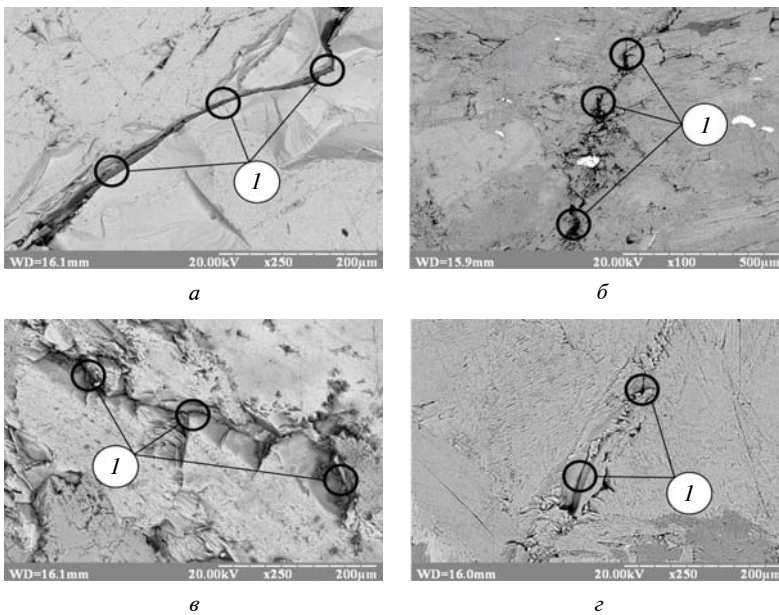 1
1
WD=16.1mm 20.00kV x250 200µm
WD=15.9mm 20.00kV x100 500µm
а
б
1
1
WD=16.1mm 20.00kV x250 200µm
WD=16.0mm 20.00kV x250 200µm
в
г